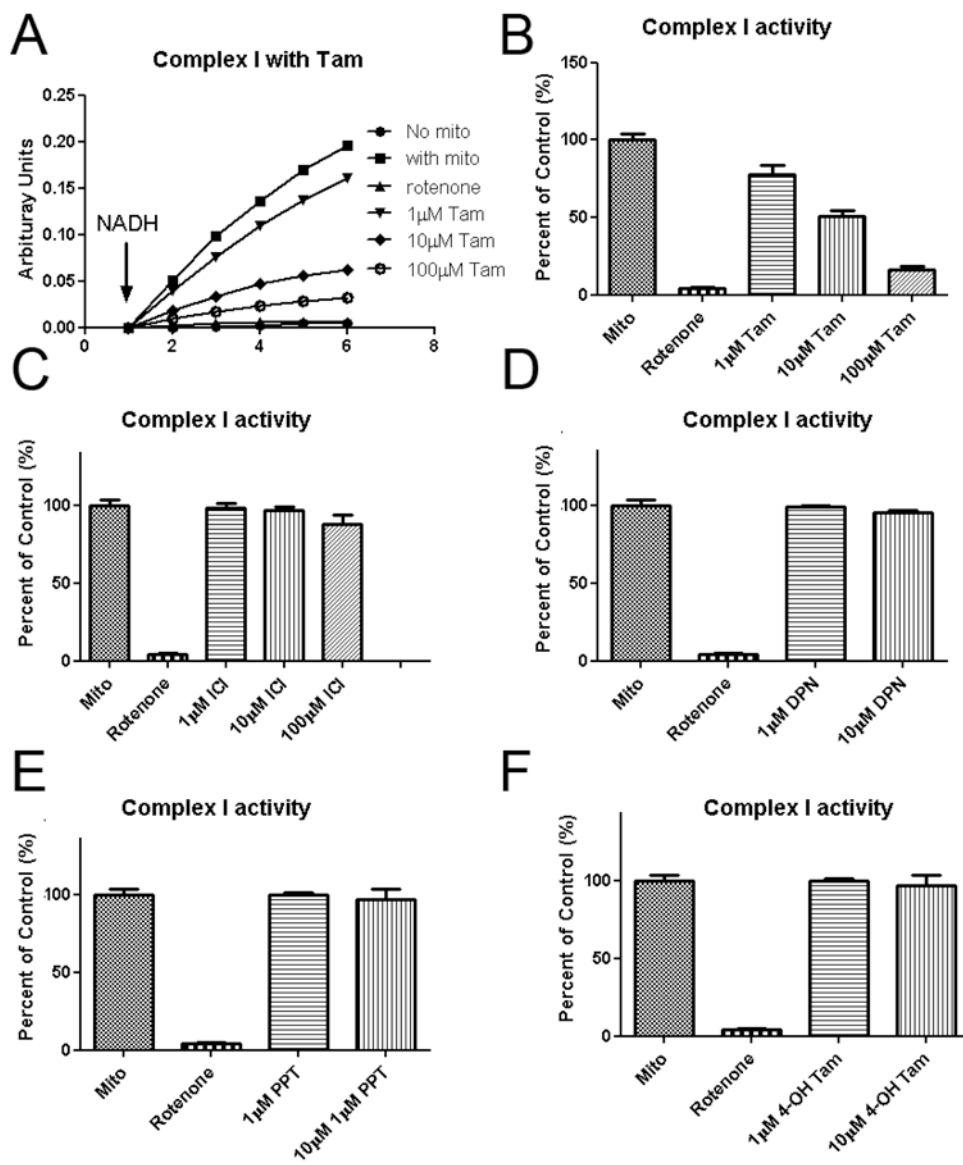 A
Complex I with Tam
Arbituray Units
0.25
0.20
0.15
0.10
0.05
0.00
NADH
No mito
with mito
rotenone
1µM Tam
10µM Tam
100µM Tam
0 2 4 6 8
B
Complex I activity
Percent of Control (%)
150
100
50
0
Mito
Rotenone
1µM Tam
10µM Tam
100µM Tam
C
Complex I activity
Percent of Control (%)
100
50
0
Mito
Rotenone
1µM ICI
10µM ICI
100µM ICI
D
Complex I activity
Percent of Control (%)
100
50
0
Mito
Rotenone
1µM DPN
10µM DPN
E
Complex I activity
Percent of Control (%)
100
50
0
Mito
Rotenone
1µM PPT
10µM 1µM PPT
F
Complex I activity
Percent of Control (%)
100
50
0
Mito
Rotenone
1µM 4-OH Tam
10µM 4-OH Tam